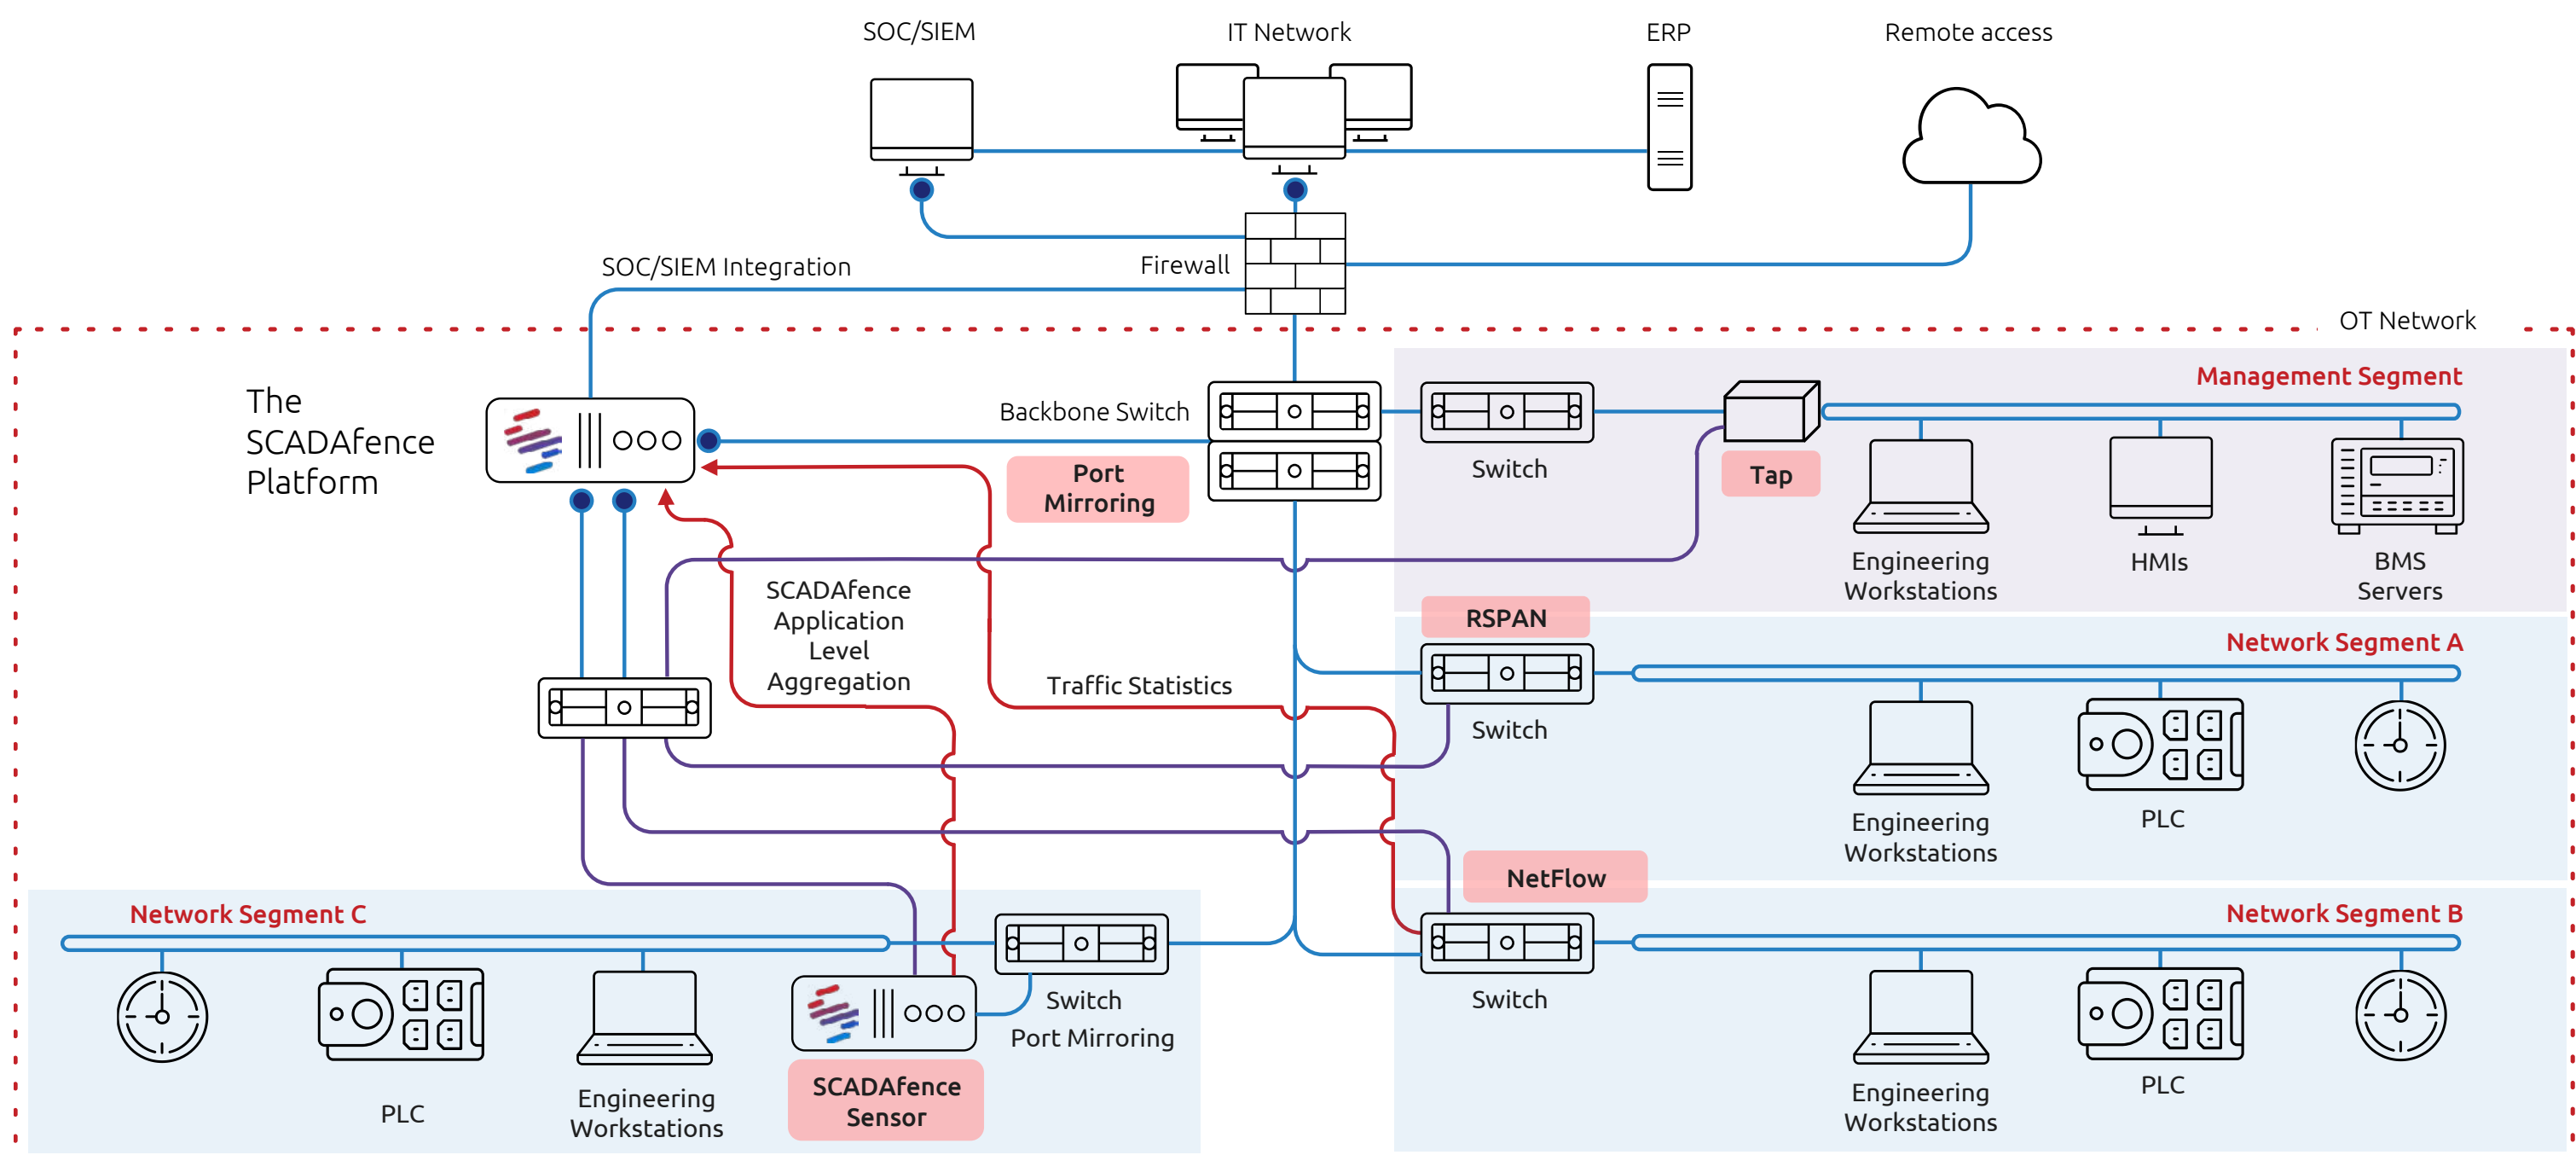 SOC/SIEM
IT Network
ERP
Remote access
SOC/SIEM Integration
Firewall
OT Network
The
SCADAfence
Platform
Backbone Switch
Port
Mirroring
Switch
Tap
Management Segment
Engineering
Workstations
HMIs
BMS
Servers
SCADAfence
Application
Level
Aggregation
Traffic Statistics
RSPAN
Switch
Network Segment A
Engineering
Workstations
PLC
NetFlow
Switch
Network Segment B
Engineering
Workstations
PLC
Network Segment C
PLC
Engineering
Workstations
SCADAfence
Sensor
Switch
Port Mirroring